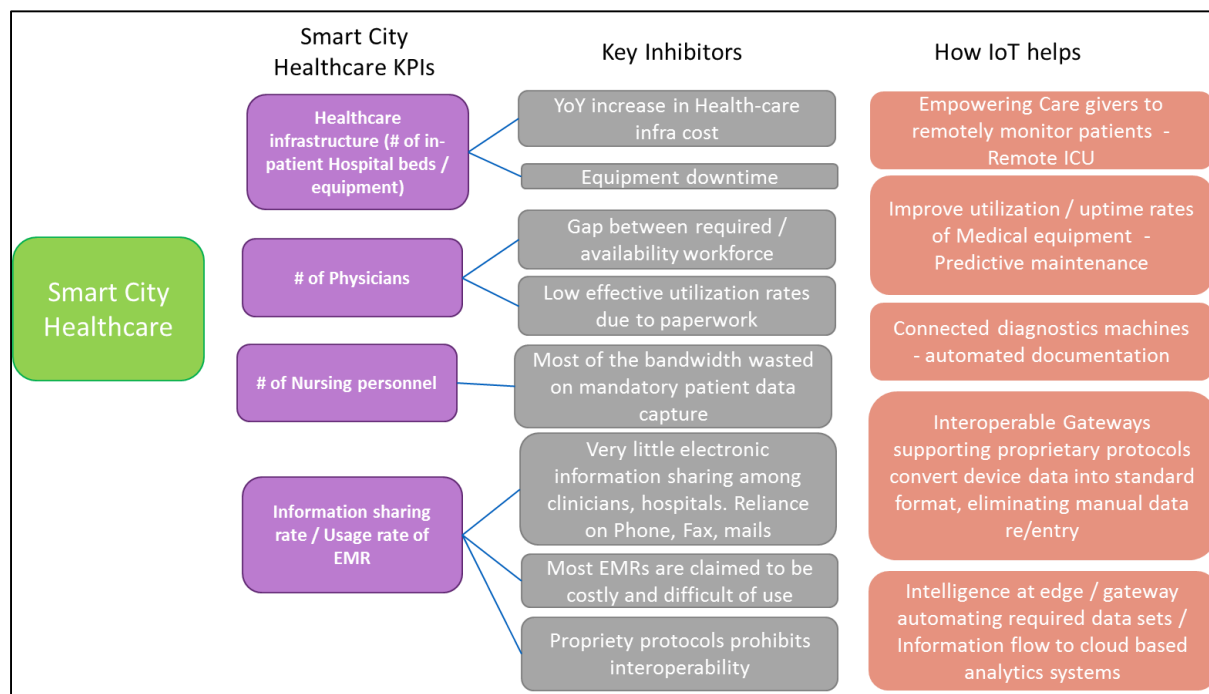 Smart City
Healthcare KPIs
Key Inhibitors
How IoT helps
Smart City
Healthcare
Healthcare
infrastructure (# of in-
patient Hospital beds /
equipment)
# of Physicians
# of Nursing personnel
Information sharing
rate / Usage rate of
EMR
YoY increase in Health-care
infra cost
Equipment downtime
Gap between required /
availability workforce
Low effective utilization rates
due to paperwork
Most of the bandwidth wasted
on mandatory patient data
capture
Very little electronic
information sharing among
clinicians, hospitals. Reliance
on Phone, Fax, mails
Most EMRs are claimed to be
costly and difficult of use
Propriety protocols prohibits
interoperability
Empowering Care givers to
remotely monitor patients -
Remote ICU
Improve utilization / uptime rates
of Medical equipment -
Predictive maintenance
Connected diagnostics machines
- automated documentation
Interoperable Gateways
supporting proprietary protocols
convert device data into standard
format, eliminating manual data
re/entry
Intelligence at edge / gateway
automating required data sets /
Information flow to cloud based
analytics systems